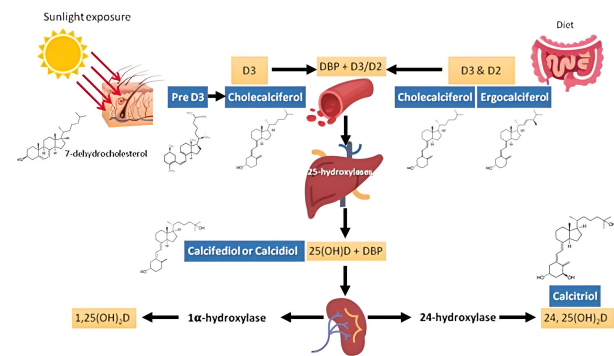 Sunlight exposure
Diet
D3
DBP + D3/D2
D3 & D2
Pre D3
Cholecalciferol
Cholecalciferol
Ergocalciferol
7-dehydrocholesterol
25-hydroxylases
Calcifediol or Calcidiol
25(OH)D + DBP
Calcitriol
1,25(OH)₂D
1α-hydroxylase
24-hydroxylase
24, 25(OH)₂D